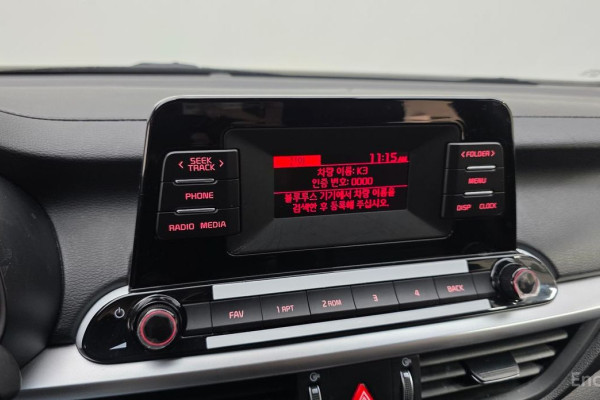 11:15 AM
차량 이름: K3
인증 번호: 0000
블루투스 기기에서 차량 이름을
검색한 후 등록해 주십시오.
< SEEK TRACK >
PHONE
RADIO MEDIA
< FOLDER >
MENU
DISP CLOCK
FAV
1 RPT
2 RDM
3
4
BACK
Enc